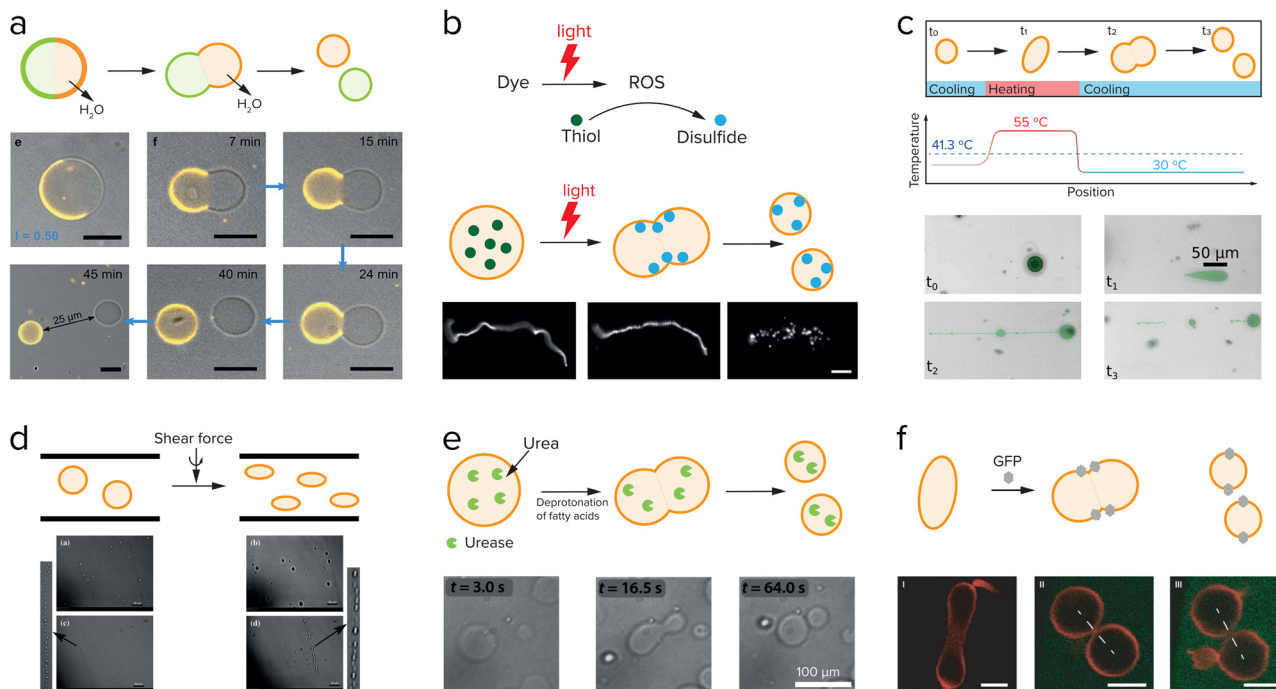 a
H₂O
H₂O
e
I = 0.50
f
7 min
15 min
45 min
25 μm
40 min
24 min
b
light
Dye
ROS
Thiol
Disulfide
light
c
t₀
t₁
t₂
t₃
Cooling
Heating
Cooling
Temperature
41.3 ºC
55 ºC
30 ºC
Position
t₀
50 μm
t₁
t₂
t₃
d
Shear force
(a)
(b)
(c)
(d)
e
Urea
Deprotonation
of fatty acids
Urease
t = 3.0 s
t = 16.5 s
t = 64.0 s
100 μm
f
GFP
I
II
III